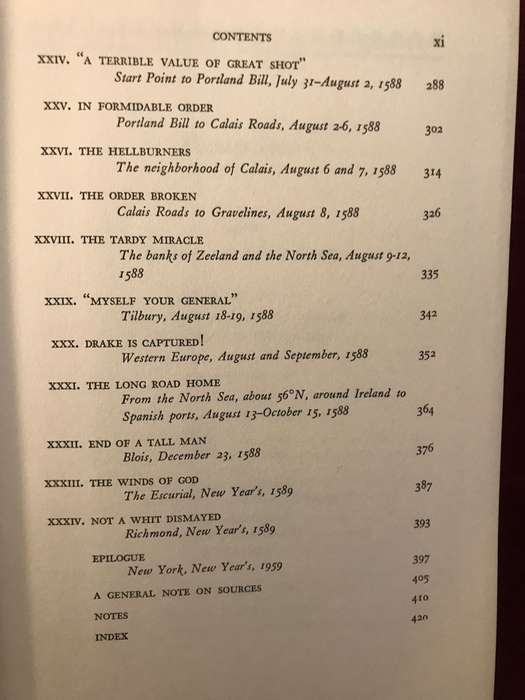 CONTENTS xi
XXIV. "A TERRIBLE VALUE OF GREAT SHOT"
Start Point to Portland Bill, July 31–August 2, 1588 288
XXV. IN FORMIDABLE ORDER
Portland Bill to Calais Roads, August 2-6, 1588 302
XXVI. THE HELLBURNERS
The neighborhood of Calais, August 6 and 7, 1588 314
XXVII. THE ORDER BROKEN
Calais Roads to Gravelines, August 8, 1588 326
XXVIII. THE TARDY MIRACLE
The banks of Zeeland and the North Sea, August 9-12,
1588 335
XXIX. "MYSELF YOUR GENERAL"
Tilbury, August 18-19, 1588 342
XXX. DRAKE IS CAPTURED!
Western Europe, August and September, 1588 352
XXXI. THE LONG ROAD HOME
From the North Sea, about 56°N, around Ireland to
Spanish ports, August 13–October 15, 1588 364
XXXII. END OF A TALL MAN
Blois, December 23, 1588 376
XXXIII. THE WINDS OF GOD
The Escurial, New Year's, 1589 387
XXXIV. NOT A WHIT DISMAYED
Richmond, New Year's, 1589 393
EPILOGUE 397
New York, New Year's, 1959
A GENERAL NOTE ON SOURCES 405
NOTES 410
INDEX 420